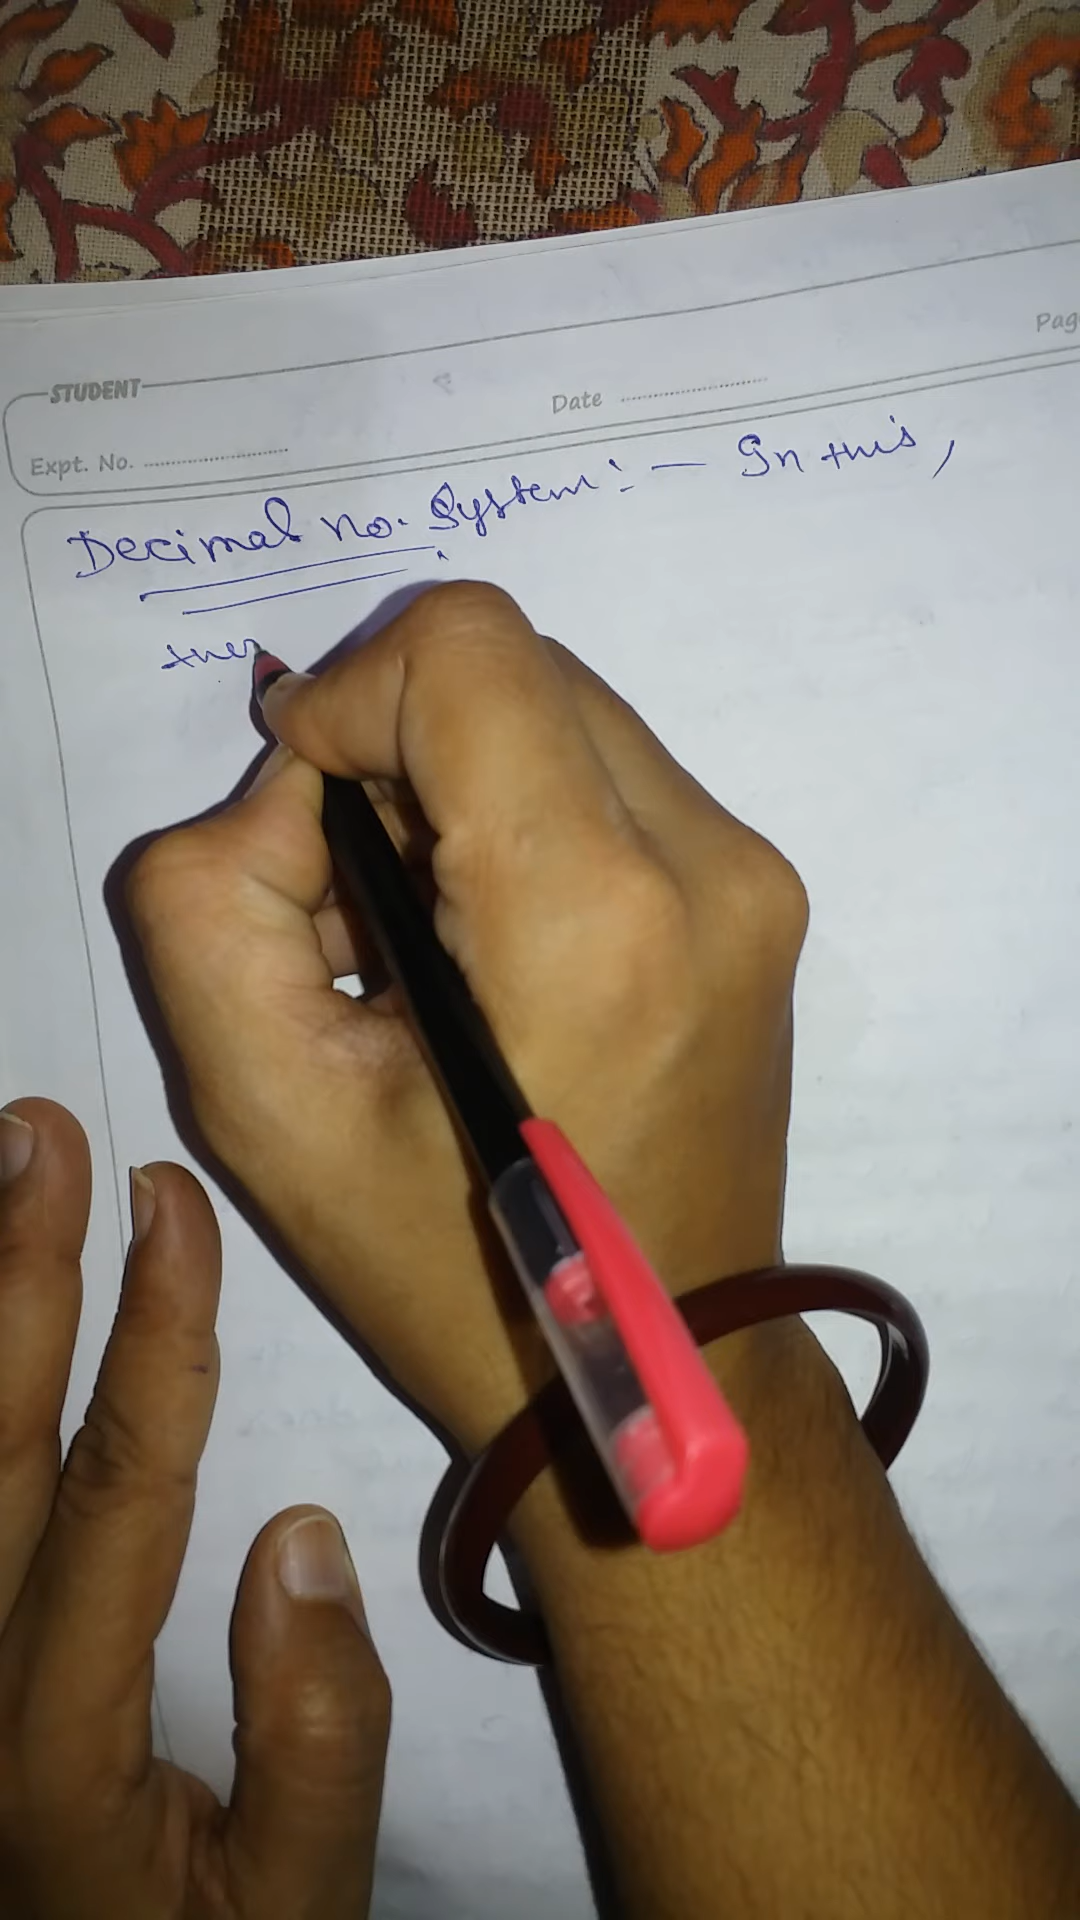 STUDENT
Pag
Date
Expt. No.
Decimal no. System:- In this,
ther